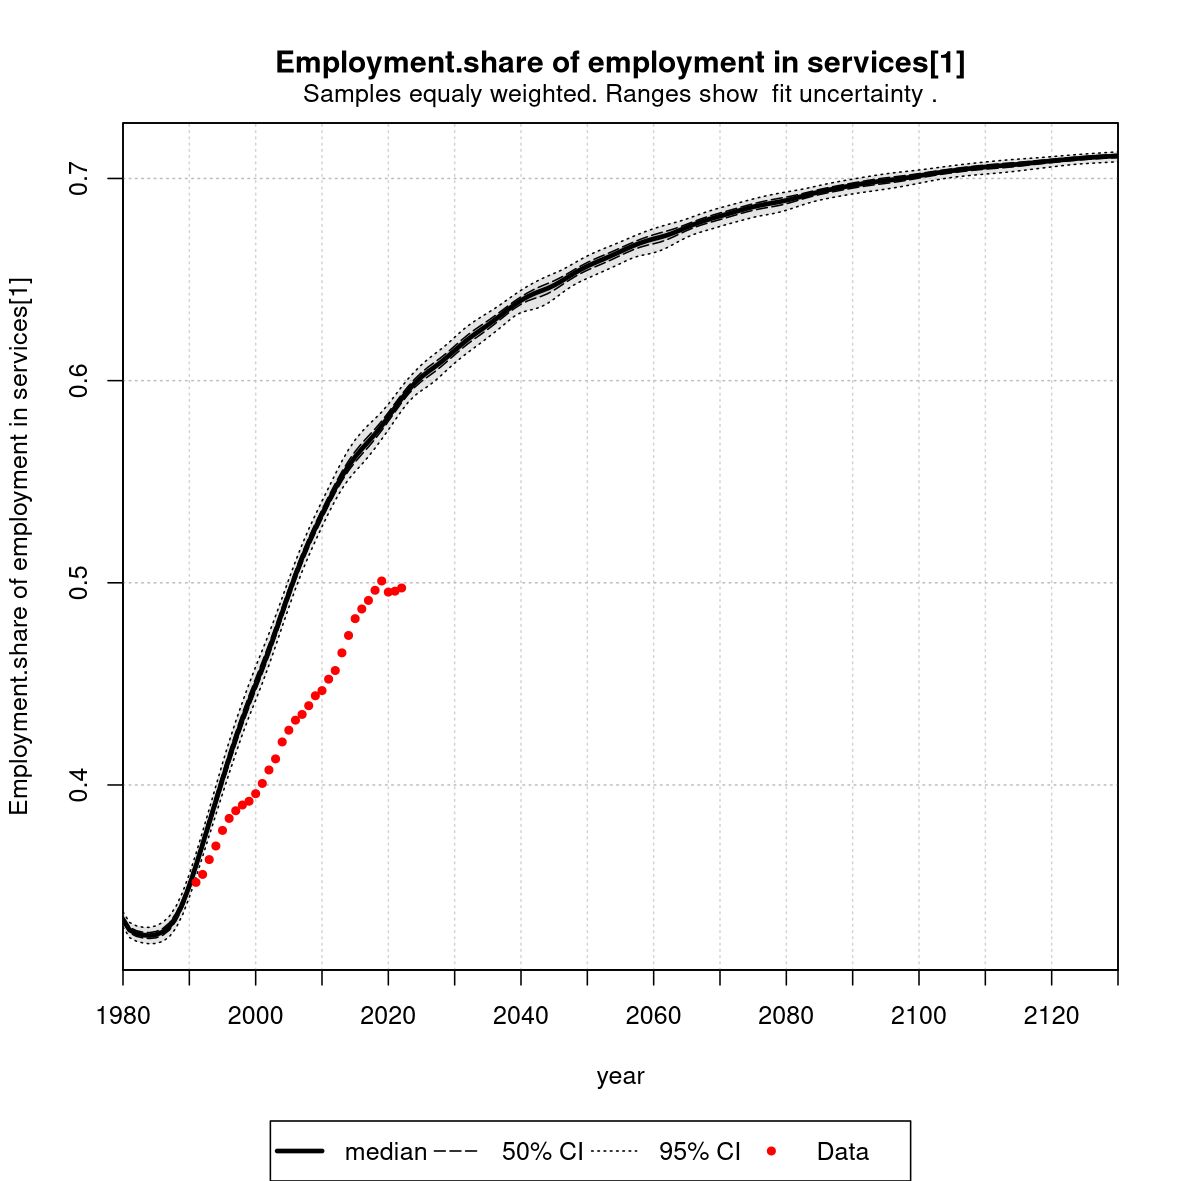 Employment.share of employment in services[1]
Samples equaly weighted. Ranges show  fit uncertainty .
Employment.share of employment in services[1]
0.7
0.6
0.5
0.4
1980 2000 2020 2040 2060 2080 2100 2120
year
median 50% CI 95% CI Data